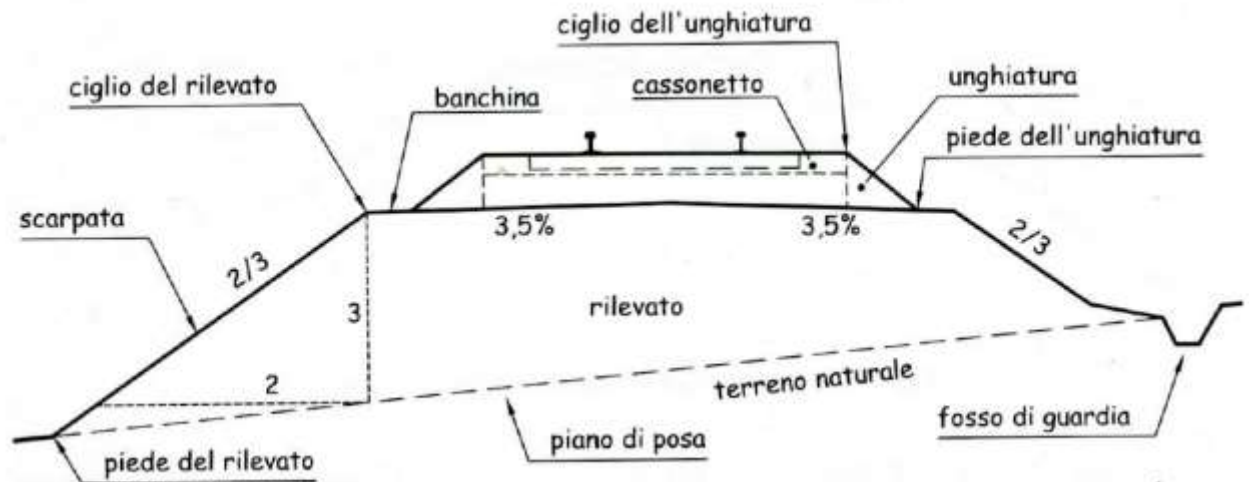 ciglio dell'unghiatura
ciglio del rilevato
banchina
cassonetto
unghiatura
piede dell'unghiatura
scarpata
3,5%
3,5%
2/3
2/3
3
rilevato
2
terreno naturale
fosso di guardia
piano di posa
piede del rilevato